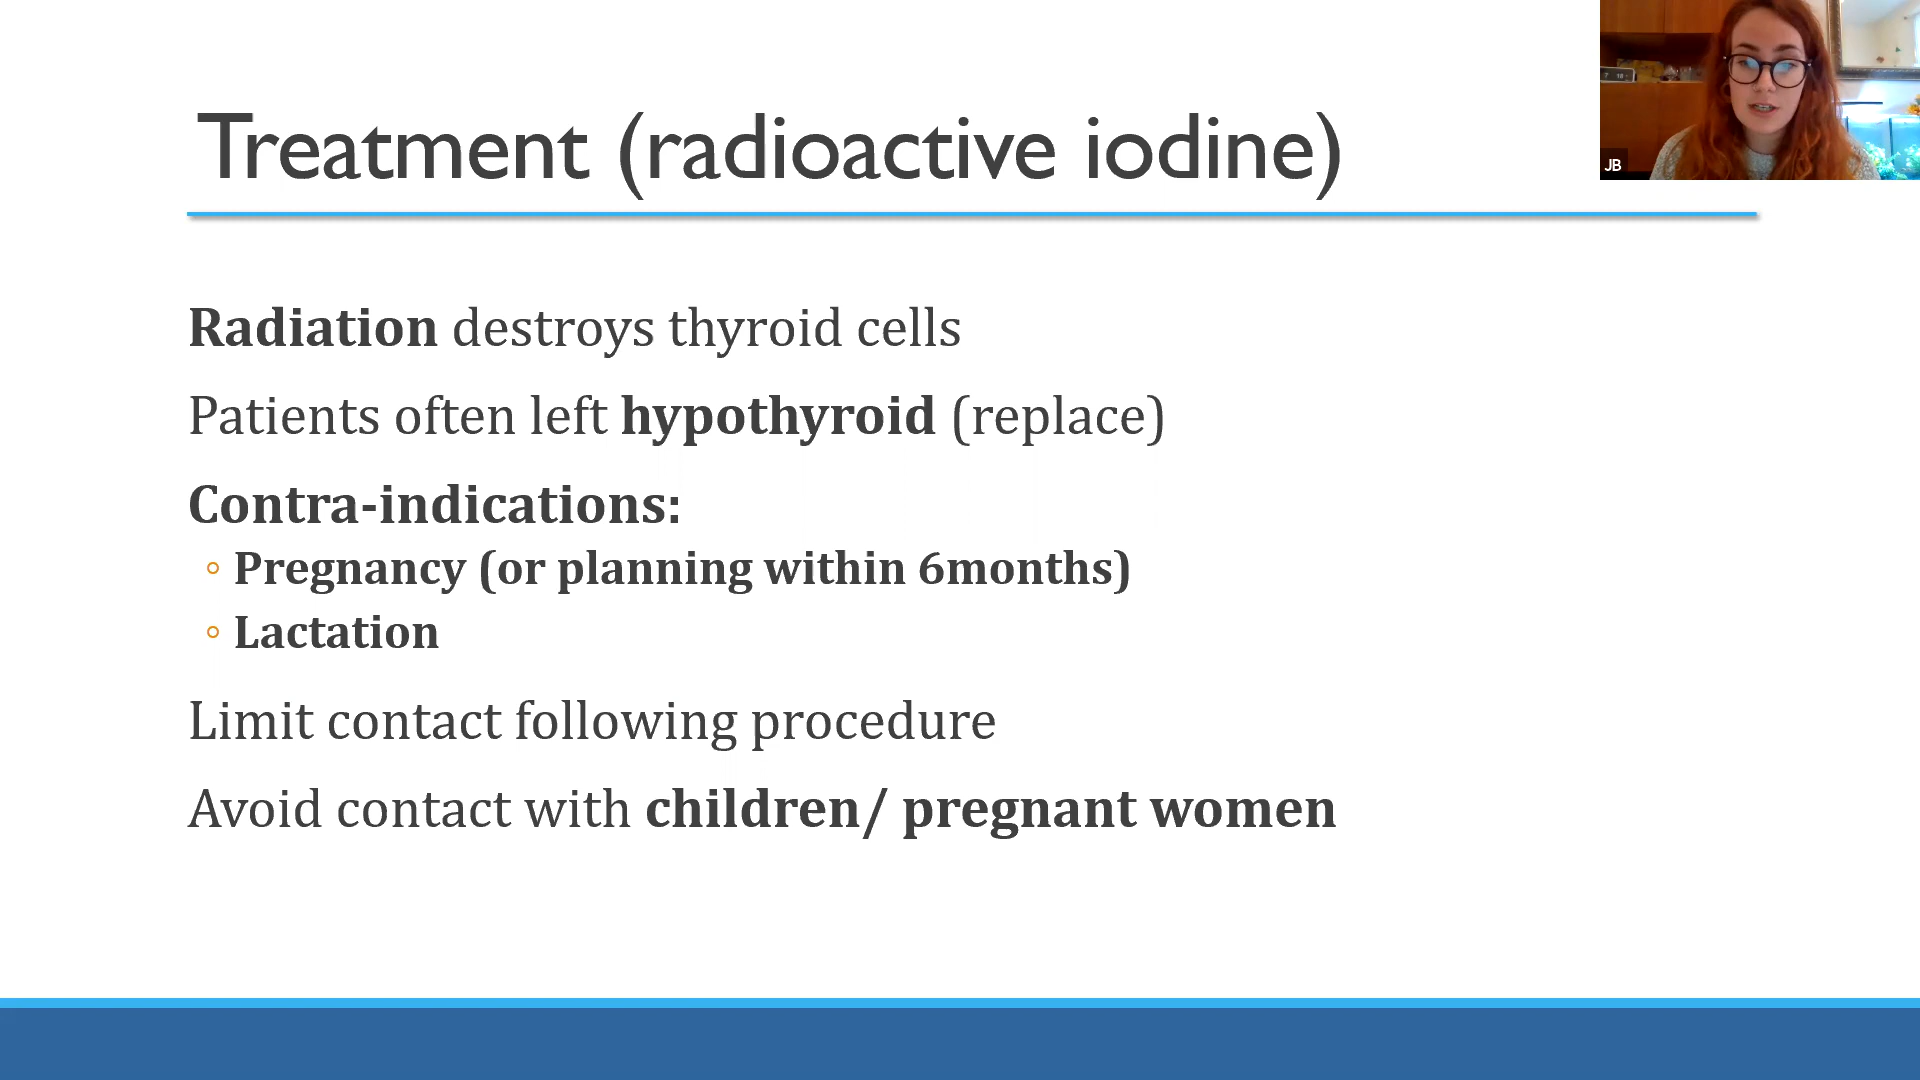 Treatment (radioactive iodine)
JB
Radiation destroys thyroid cells
Patients often left hypothyroid (replace)
Contra-indications:
◦ Pregnancy (or planning within 6months)
◦ Lactation
Limit contact following procedure
Avoid contact with children/ pregnant women